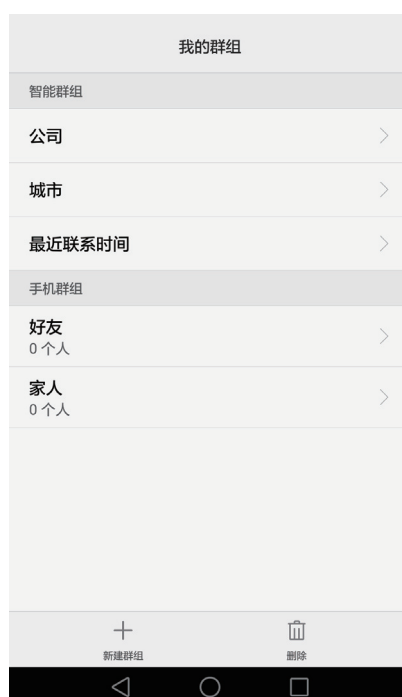 我的群组
智能群组
公司
城市
最近联系时间
手机群组
好友
0 个人
家人
0 个人
新建群组
删除